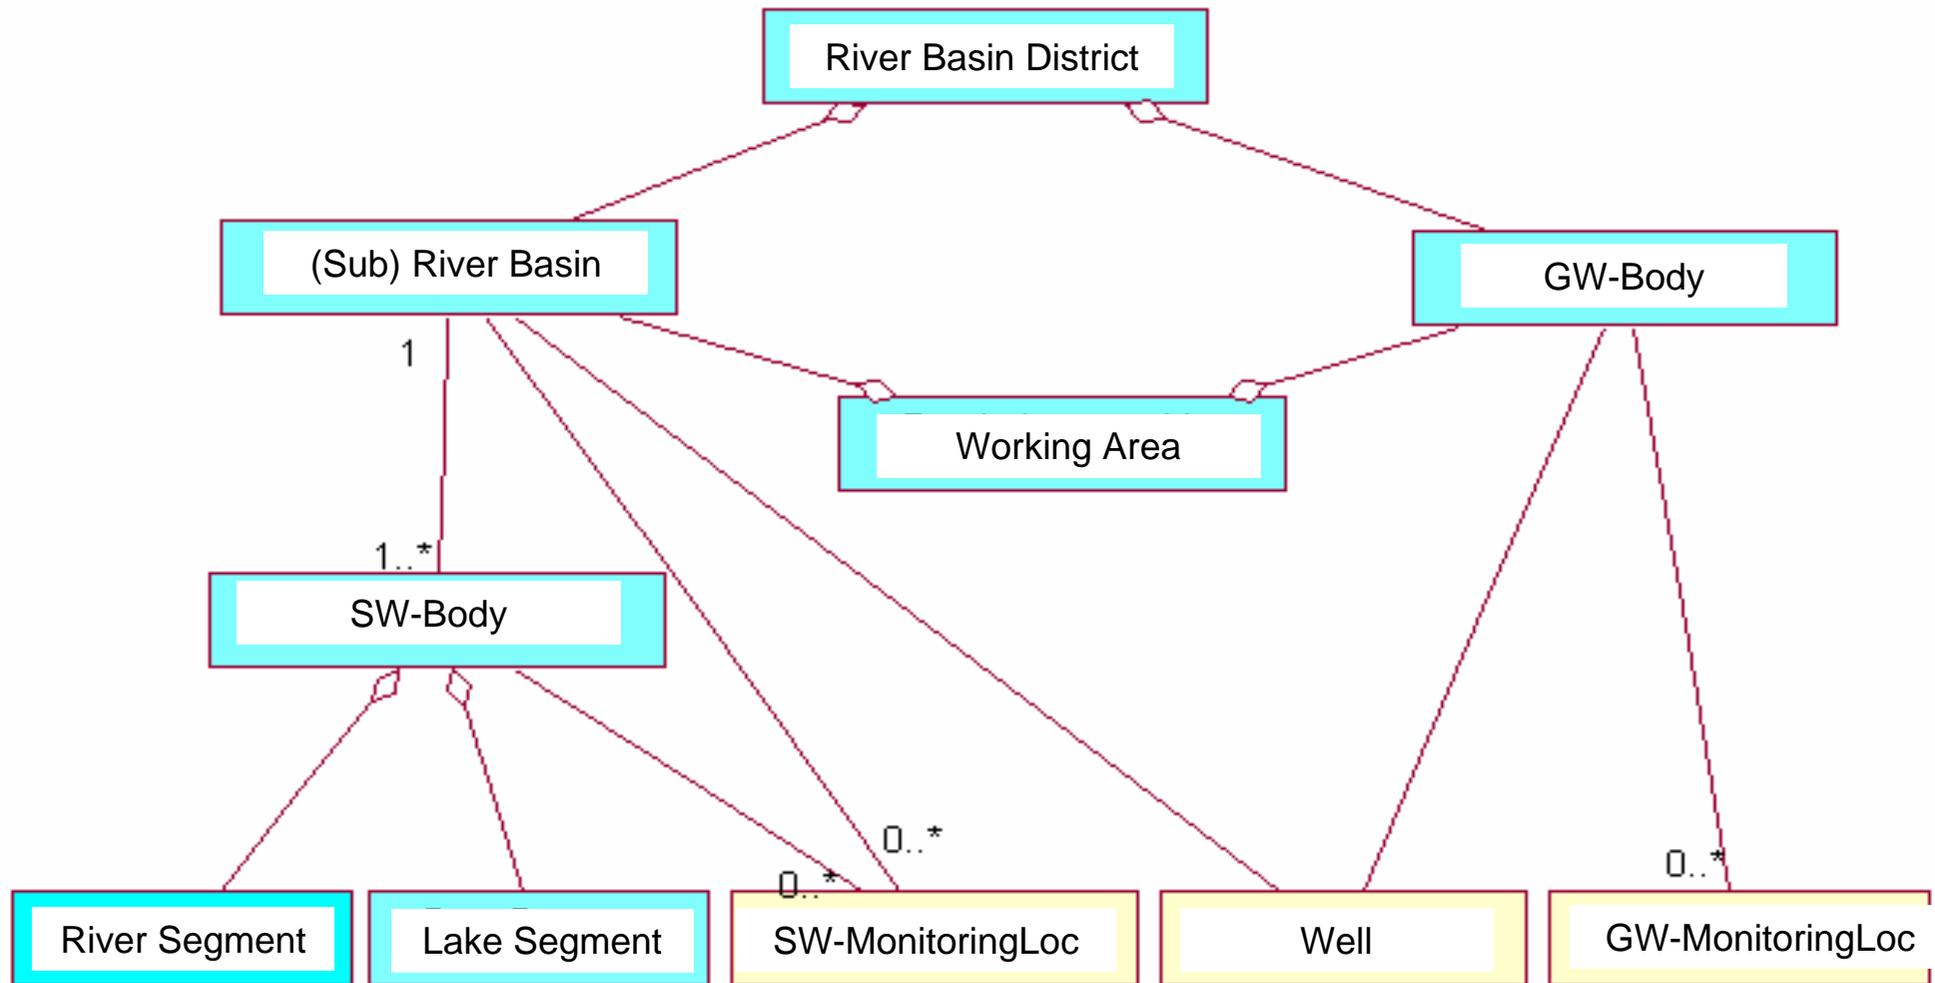 River Basin District
(Sub) River Basin
GW-Body
1
Working Area
1..*
SW-Body
0..*
0..*
0..*
River Segment
Lake Segment
SW-MonitoringLoc
Well
GW-MonitoringLoc